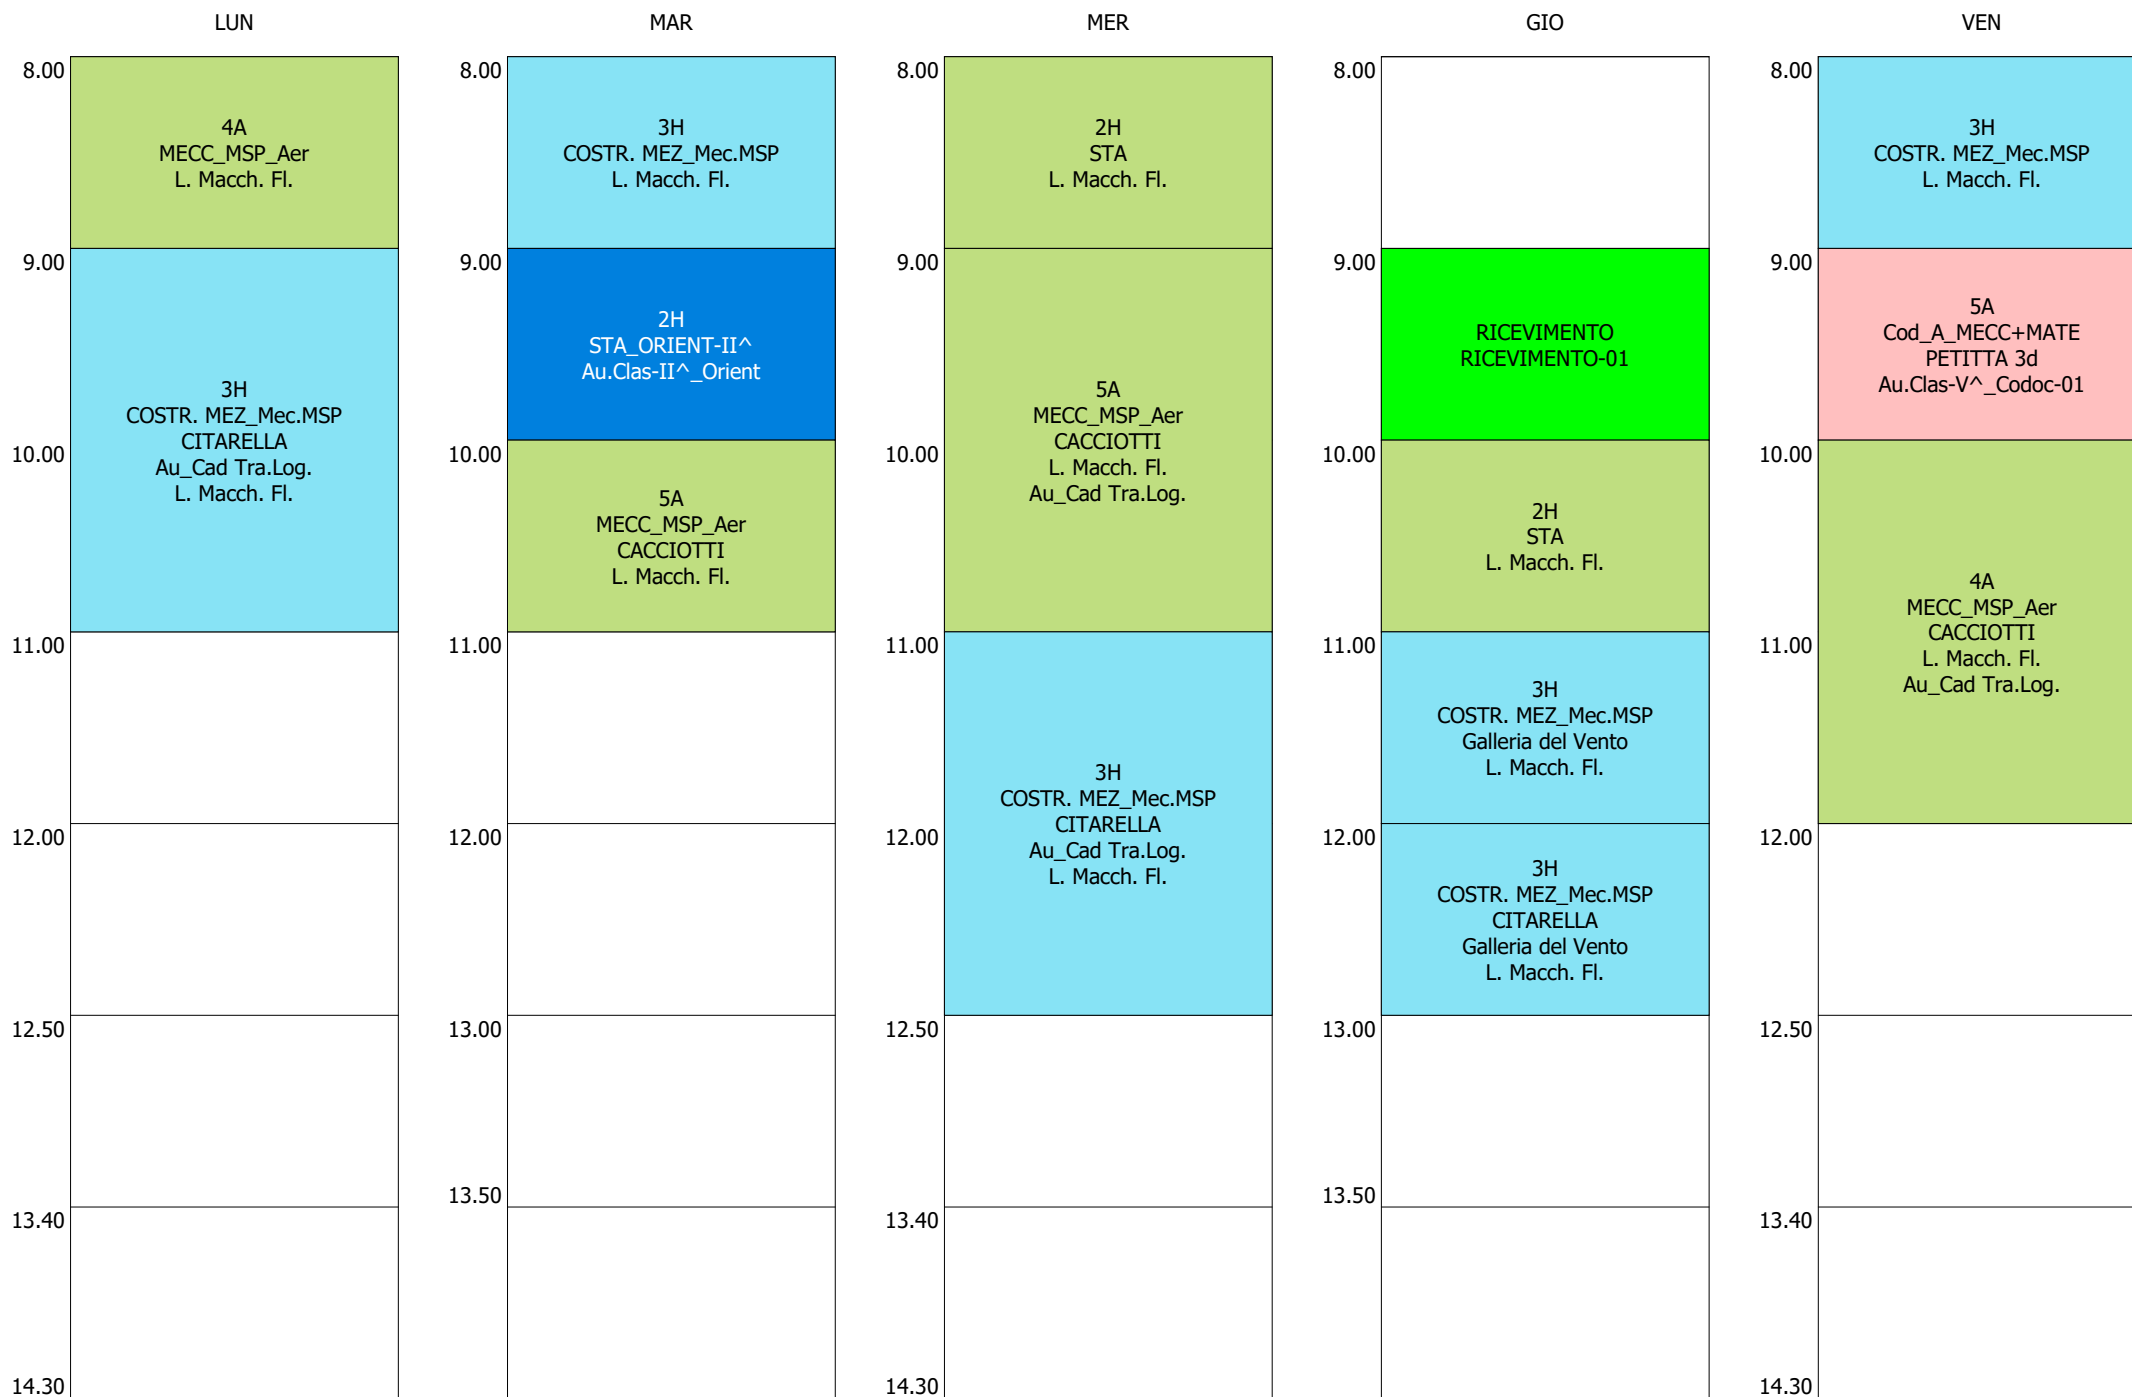 LUN
8.00
4A
MECC_MSP_Aer
L. Macch. Fl.
9.00
3H
COSTR. MEZ_Mec.MSP
CITARELLA
Au_Cad Tra.Log.
L. Macch. Fl.
10.00
11.00
12.00
12.50
13.40
14.30
MAR
8.00
3H
COSTR. MEZ_Mec.MSP
L. Macch. Fl.
9.00
2H
STA_ORIENT-II^
Au.Clas-II^_Orient
10.00
5A
MECC_MSP_Aer
CACCIOTTI
L. Macch. Fl.
11.00
12.00
13.00
13.50
MER
8.00
2H
STA
L. Macch. Fl.
9.00
5A
MECC_MSP_Aer
CACCIOTTI
L. Macch. Fl.
Au_Cad Tra.Log.
10.00
11.00
3H
COSTR. MEZ_Mec.MSP
CITARELLA
Au_Cad Tra.Log.
L. Macch. Fl.
12.00
12.50
13.40
14.30
GIO
8.00
9.00
RICEVIMENTO
RICEVIMENTO-01
10.00
2H
STA
L. Macch. Fl.
11.00
3H
COSTR. MEZ_Mec.MSP
Galleria del Vento
L. Macch. Fl.
12.00
3H
COSTR. MEZ_Mec.MSP
CITARELLA
Galleria del Vento
L. Macch. Fl.
13.00
13.50
VEN
8.00
3H
COSTR. MEZ_Mec.MSP
L. Macch. Fl.
9.00
5A
Cod_A_MECC+MATE
PETITTA 3d
Au.Clas-V^_Codoc-01
10.00
4A
MECC_MSP_Aer
CACCIOTTI
L. Macch. Fl.
Au_Cad Tra.Log.
11.00
12.00
12.50
13.40
14.30